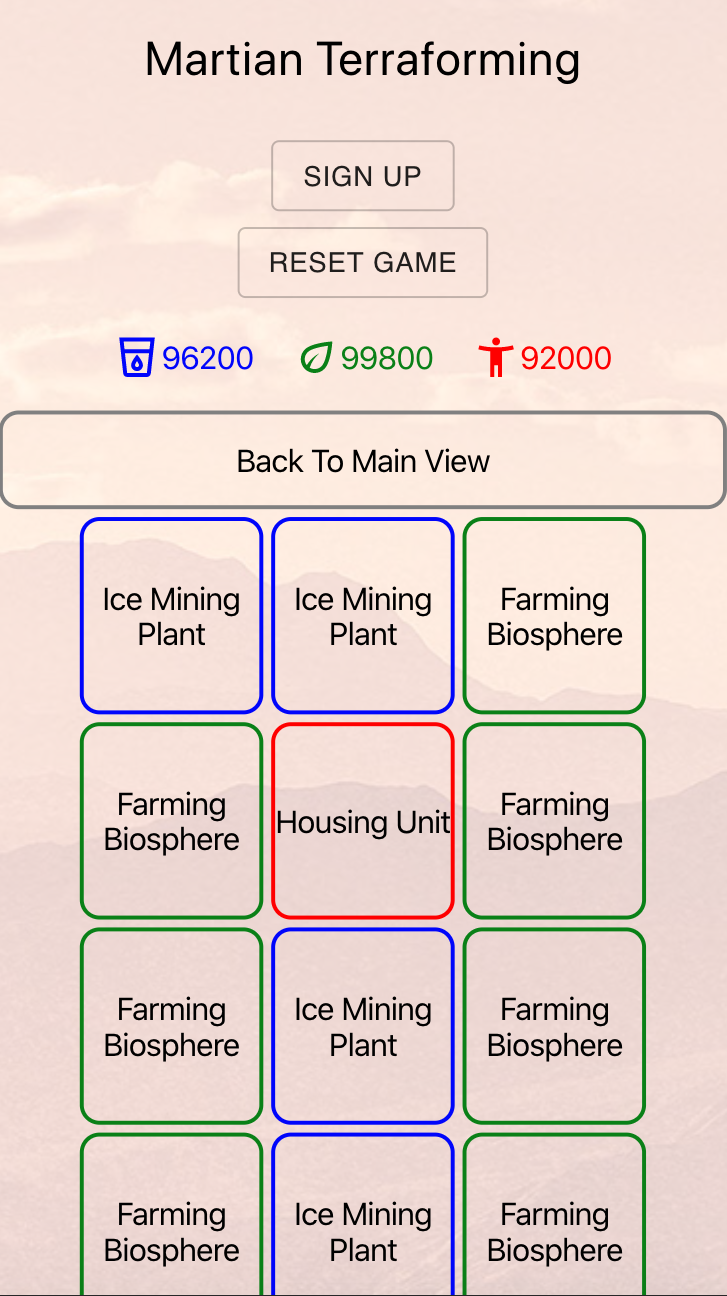 Martian Terraforming
SIGN UP
RESET GAME
96200 99800 92000
Back To Main View
Ice Mining Plant
Ice Mining Plant
Farming Biosphere
Farming Biosphere
Housing Unit
Farming Biosphere
Farming Biosphere
Ice Mining Plant
Farming Biosphere
Farming Biosphere
Ice Mining Plant
Farming Biosphere